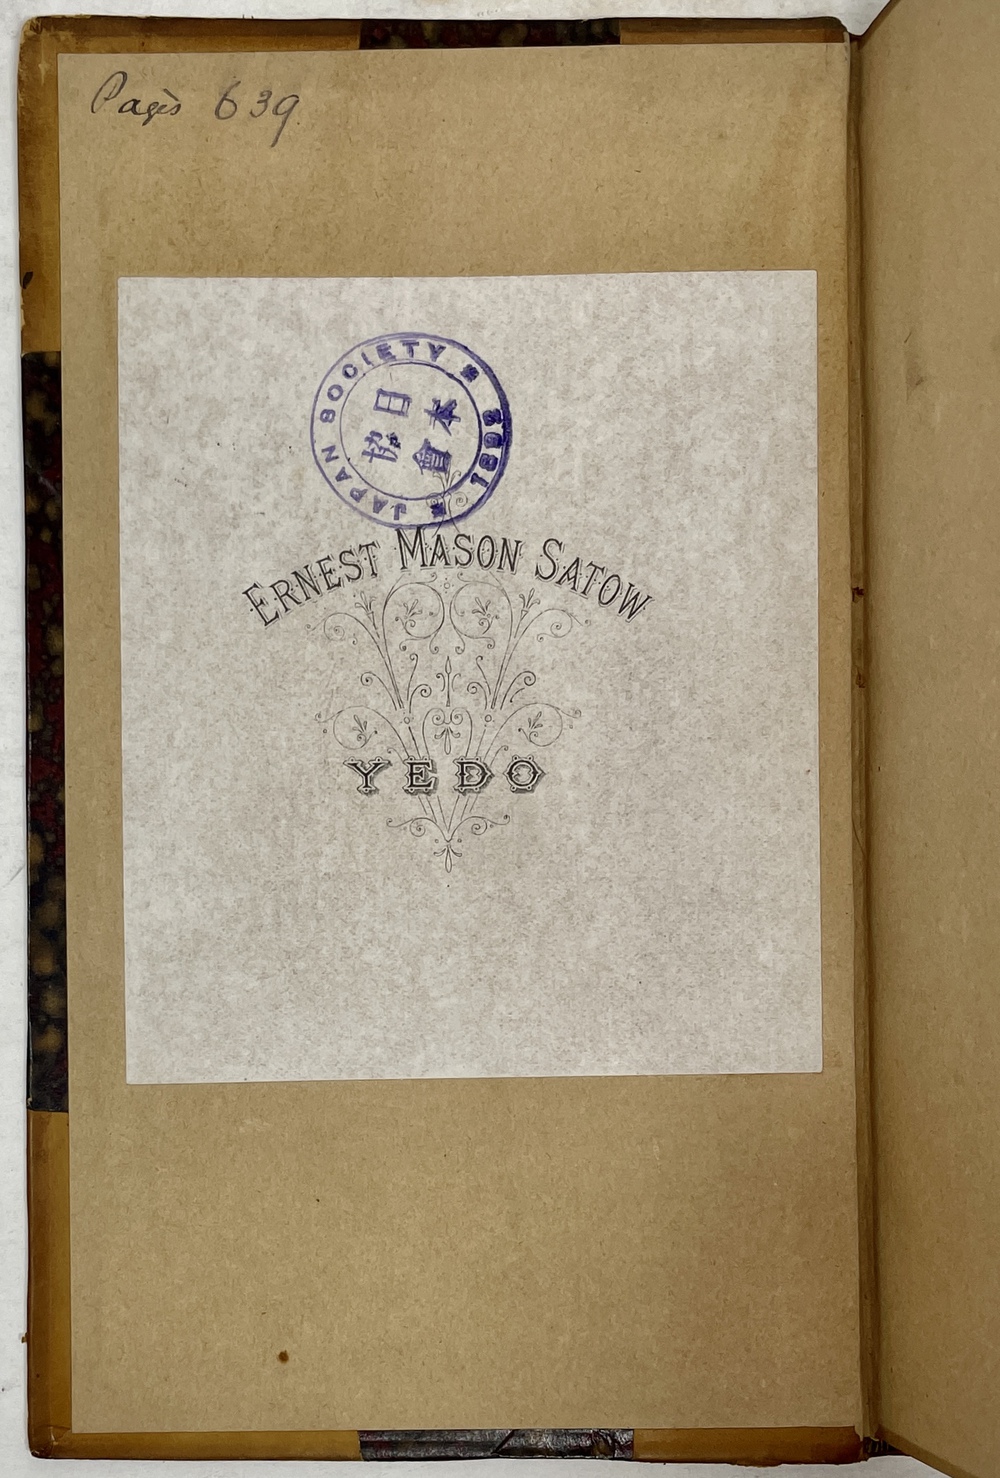 Pages 639
JAPAN SOCIETY
1892
日本
協會
ERNEST MASON SATOW
YEDO